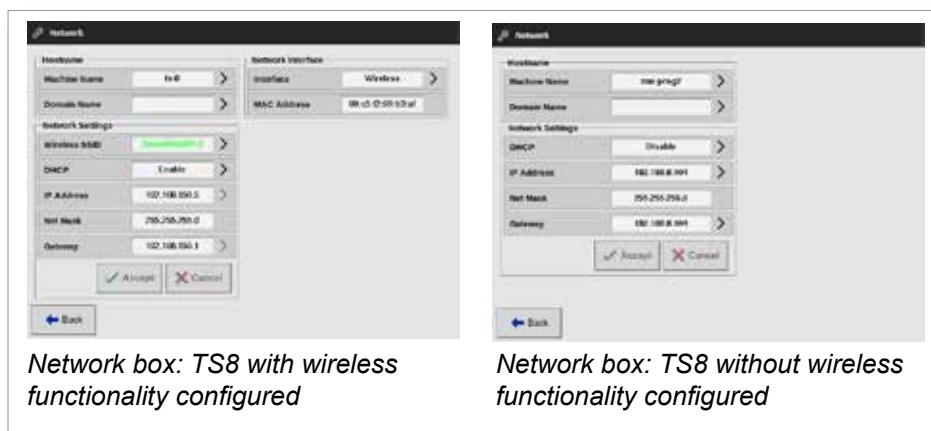 Network
Hostname
Machine Name ts-8
Domain Name
Network Settings
Wireless SSID
DHCP Enable
IP Address
Net Mask 255.255.255.0
Gateway
Accept Cancel
Back
Network Interface
Interface Wireless
MAC Address
Network box: TS8 with wireless
functionality configured
Network
Hostname
Machine Name
Domain Name
Network Settings
DHCP Disable
IP Address
Net Mask
Gateway
Accept Cancel
Back
Network box: TS8 without wireless
functionality configured